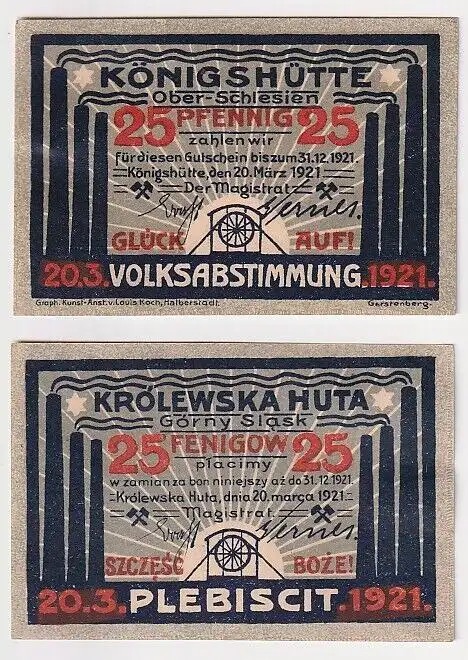 KÖNIGSHÜTTE
Ober-Schlesien
25 PFENNIG 25
zahlen wir
für diesen Gutschein bis zum 31.12.1921.
Königshütte, den 20. März 1921
Der Magistrat
GLÜCK AUF!
20.3. VOLKSABSTIMMUNG. 1921.
Graph. Kunst-Anst. v. Louis Koch, Halberstadt.
Gerstenberg.
KRÓLEWSKA HUTA
Górny Sląsk
25 FENIGOW 25
płacimy
w zamian za bon niniejszy aż do 31.12.1921.
Królewska Huta, dnia 20. marca 1921.
Magistrat
SZCZĘŚĆ BOŻE!
20.3. PLEBISCIT. 1921.